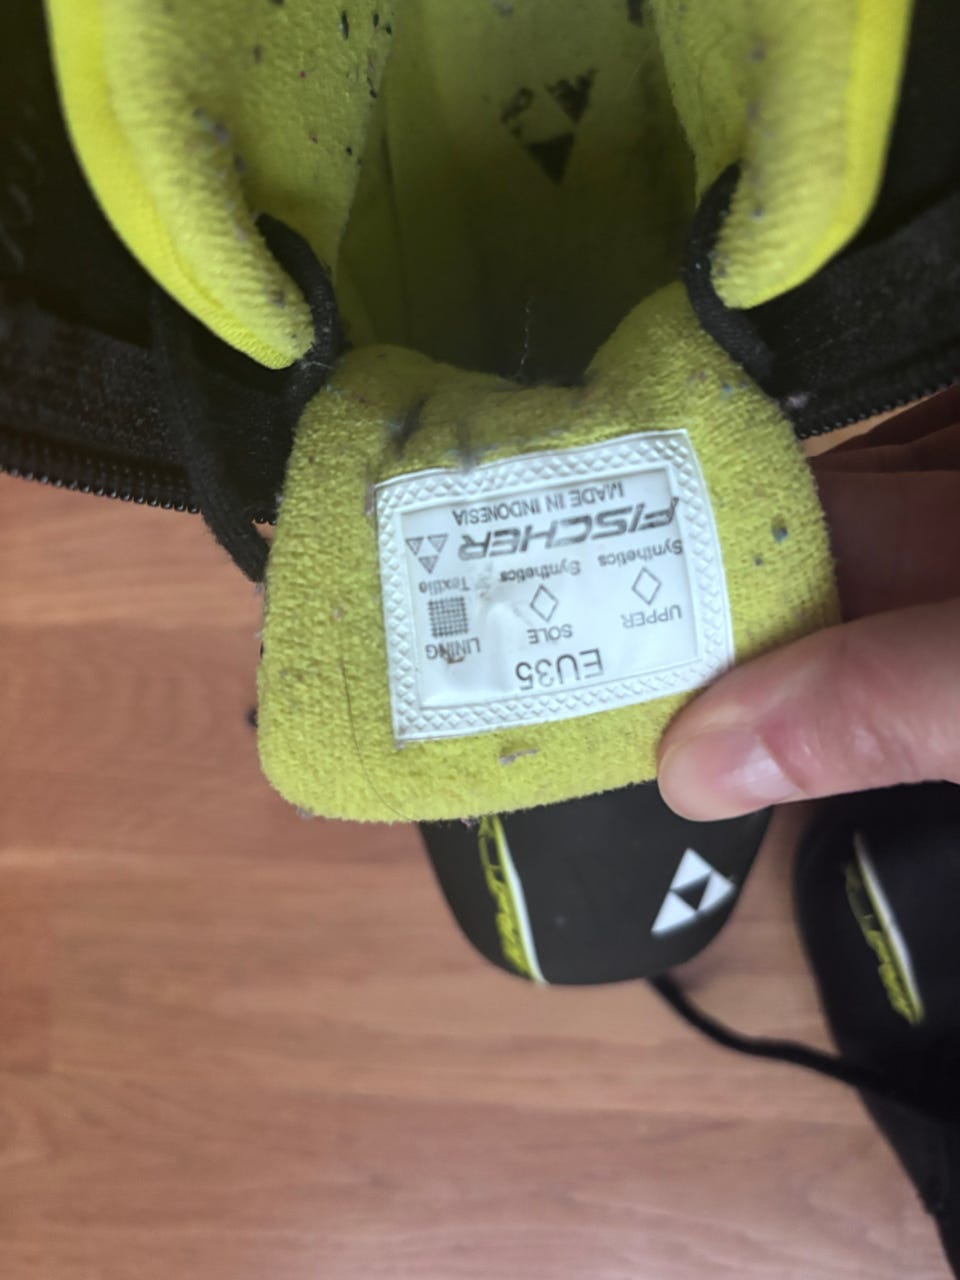 EU35
UPPER SOLE LINING
Synthetics Synthetics Textile
FISCHER
MADE IN INDONESIA